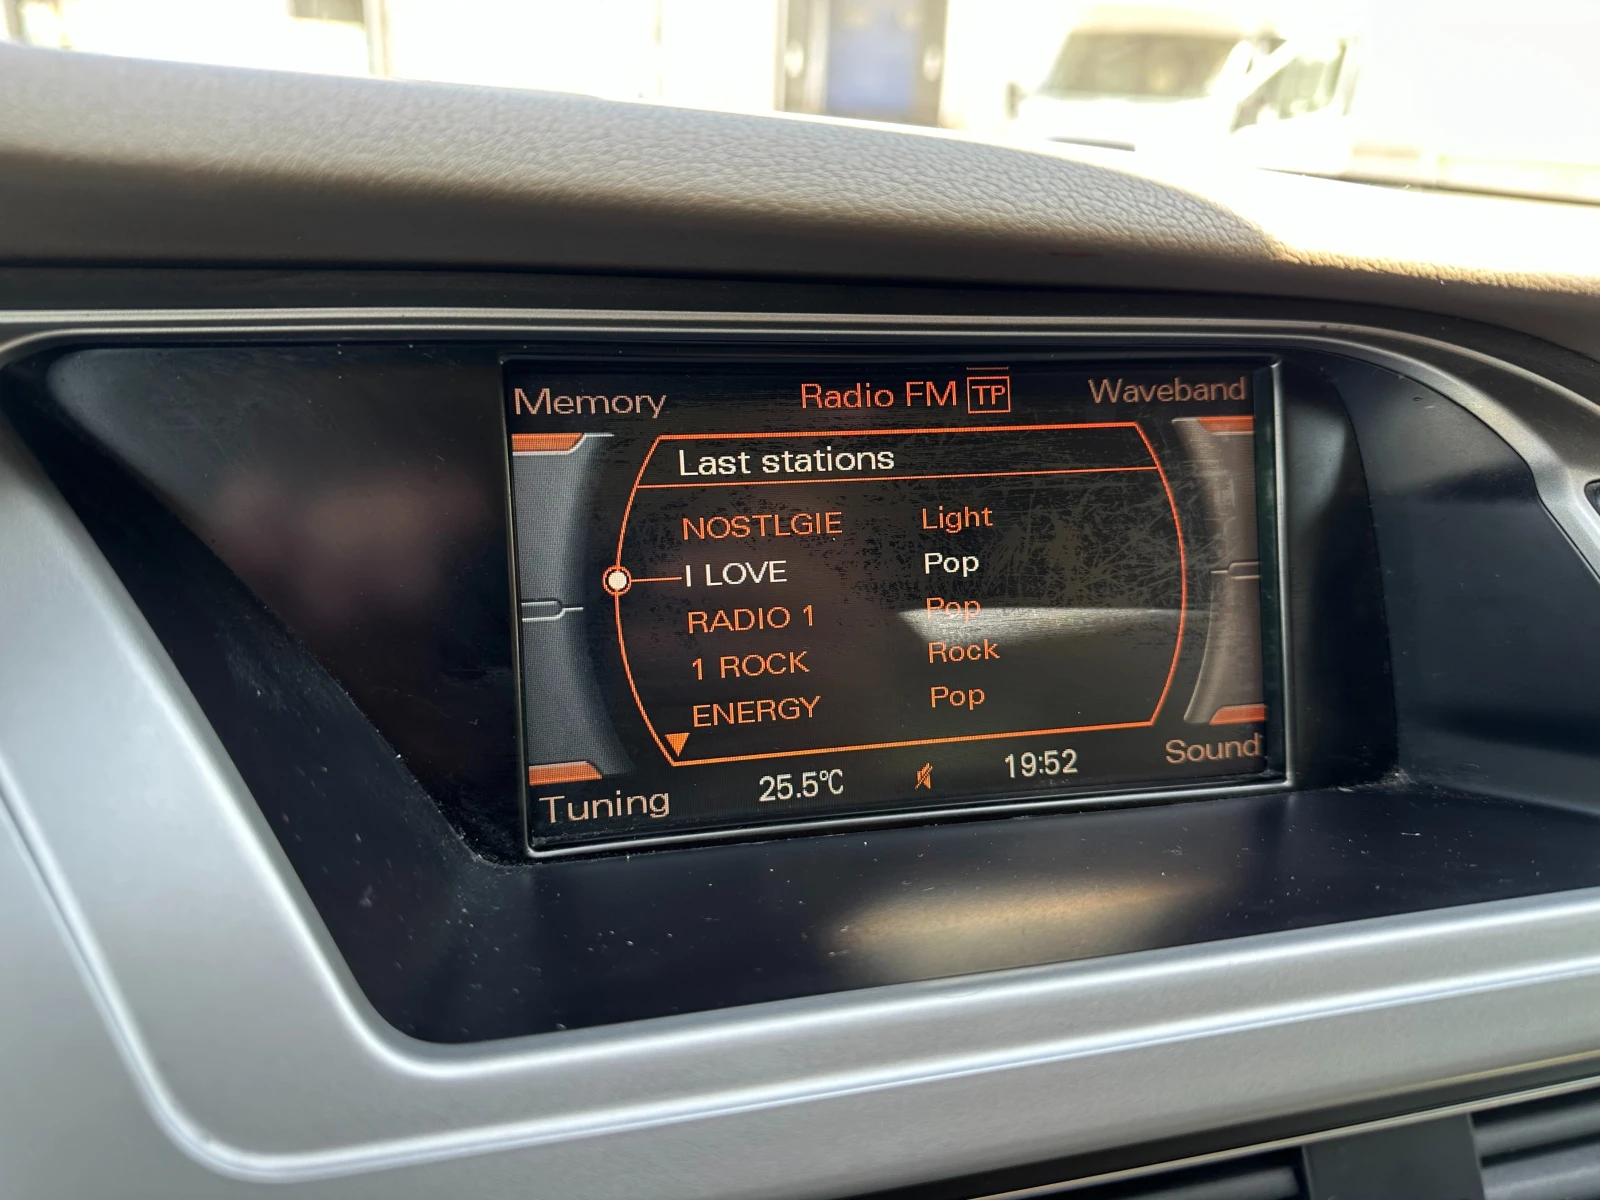 Memory Radio FM TP Waveband
Last stations
NOSTLGIE Light
I LOVE Pop
RADIO 1 Pop
1 ROCK Rock
ENERGY Pop
Tuning 25.5°C 19:52 Sound